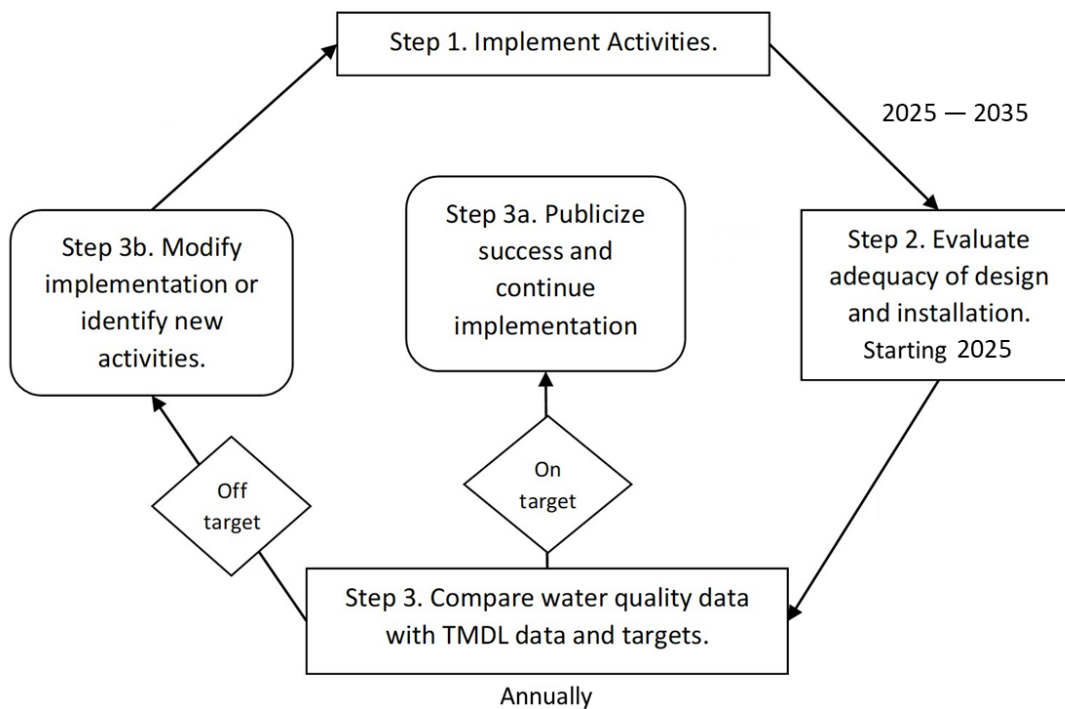 Step 1. Implement Activities.
2025 — 2035
Step 3a. Publicize
success and
continue
implementation
Step 3b. Modify
implementation or
identify new
activities.
Step 2. Evaluate
adequacy of design
and installation.
Starting 2025
On
target
Off
target
Step 3. Compare water quality data
with TMDL data and targets.
Annually